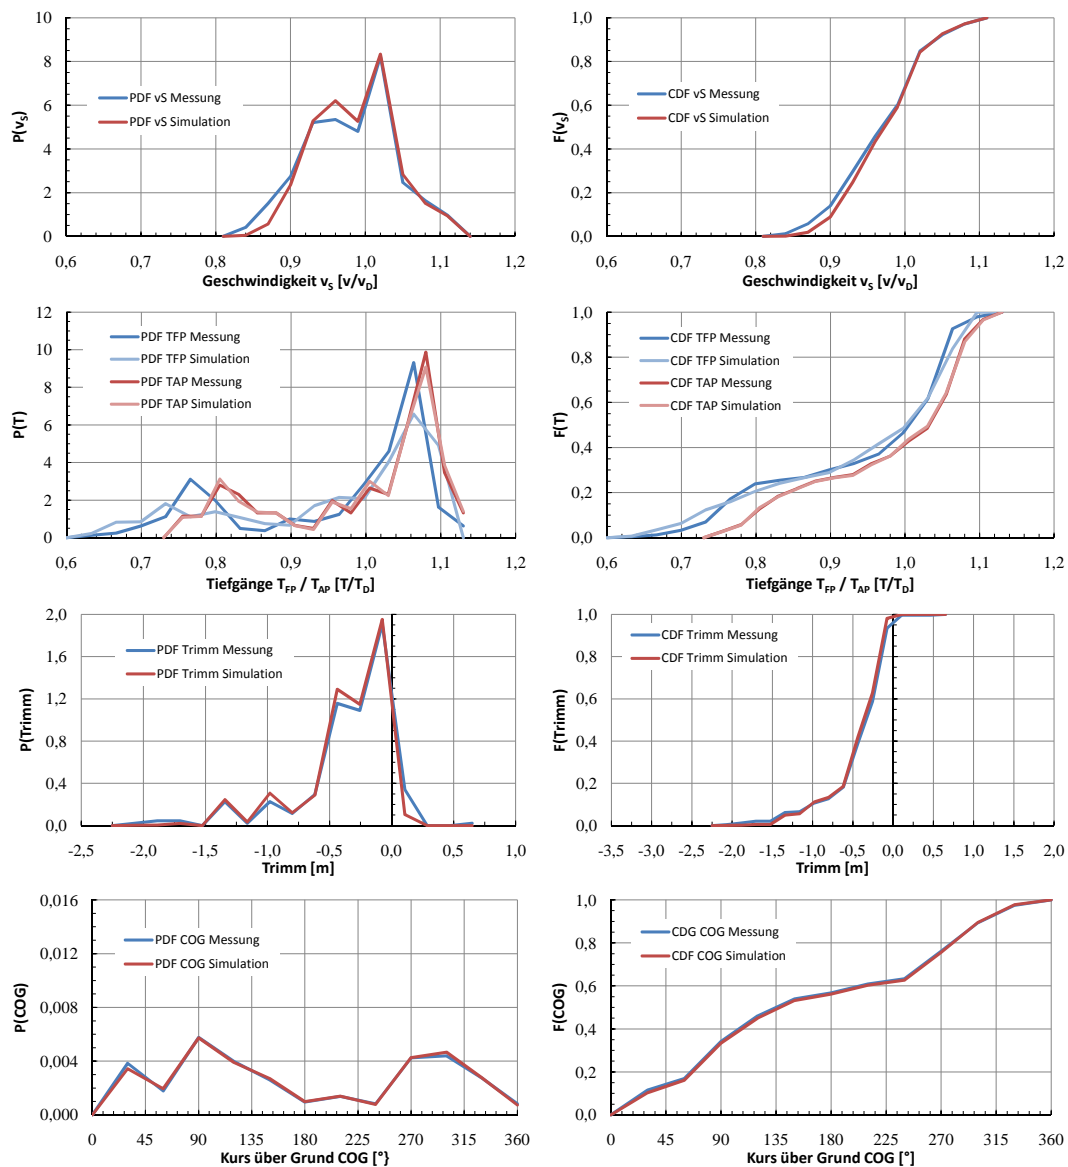 P(vS)
10
8
6
4
2
0
PDF vS Messung
PDF vS Simulation
0,6 0,7 0,8 0,9 1,0 1,1 1,2
Geschwindigkeit vS [v/vD]
F(vS)
1,0
0,8
0,6
0,4
0,2
0,0
CDF vS Messung
CDF vS Simulation
0,6 0,7 0,8 0,9 1,0 1,1 1,2
Geschwindigkeit vS [v/vD]
P(T)
12
10
8
6
4
2
0
PDF TFP Messung
PDF TFP Simulation
PDF TAP Messung
PDF TAP Simulation
0,6 0,7 0,8 0,9 1,0 1,1 1,2
Tiefgänge TFP / TAP [T/TD]
F(T)
1,0
0,8
0,6
0,4
0,2
0,0
CDF TFP Messung
CDF TFP Simulation
CDF TAP Messung
CDF TAP Simulation
0,6 0,7 0,8 0,9 1,0 1,1 1,2
Tiefgänge TFP / TAP [T/TD]
P(Trimm)
2,0
1,6
1,2
0,8
0,4
0,0
PDF Trimm Messung
PDF Trimm Simulation
-2,5 -2,0 -1,5 -1,0 -0,5 0,0 0,5 1,0
Trimm [m]
F(Trimm)
1,0
0,8
0,6
0,4
0,2
0,0
CDF Trimm Messung
CDF Trimm Simulation
-3,5 -3,0 -2,5 -2,0 -1,5 -1,0 -0,5 0,0 0,5 1,0 1,5 2,0
Trimm [m]
P(COG)
0,016
0,012
0,008
0,004
0,000
PDF COG Messung
PDF COG Simulation
0 45 90 135 180 225 270 315 360
Kurs über Grund COG [°}
F(COG)
1,0
0,8
0,6
0,4
0,2
0,0
CDG COG Messung
CDF COG Simulation
0 45 90 135 180 225 270 315 360
Kurs über Grund COG [°]